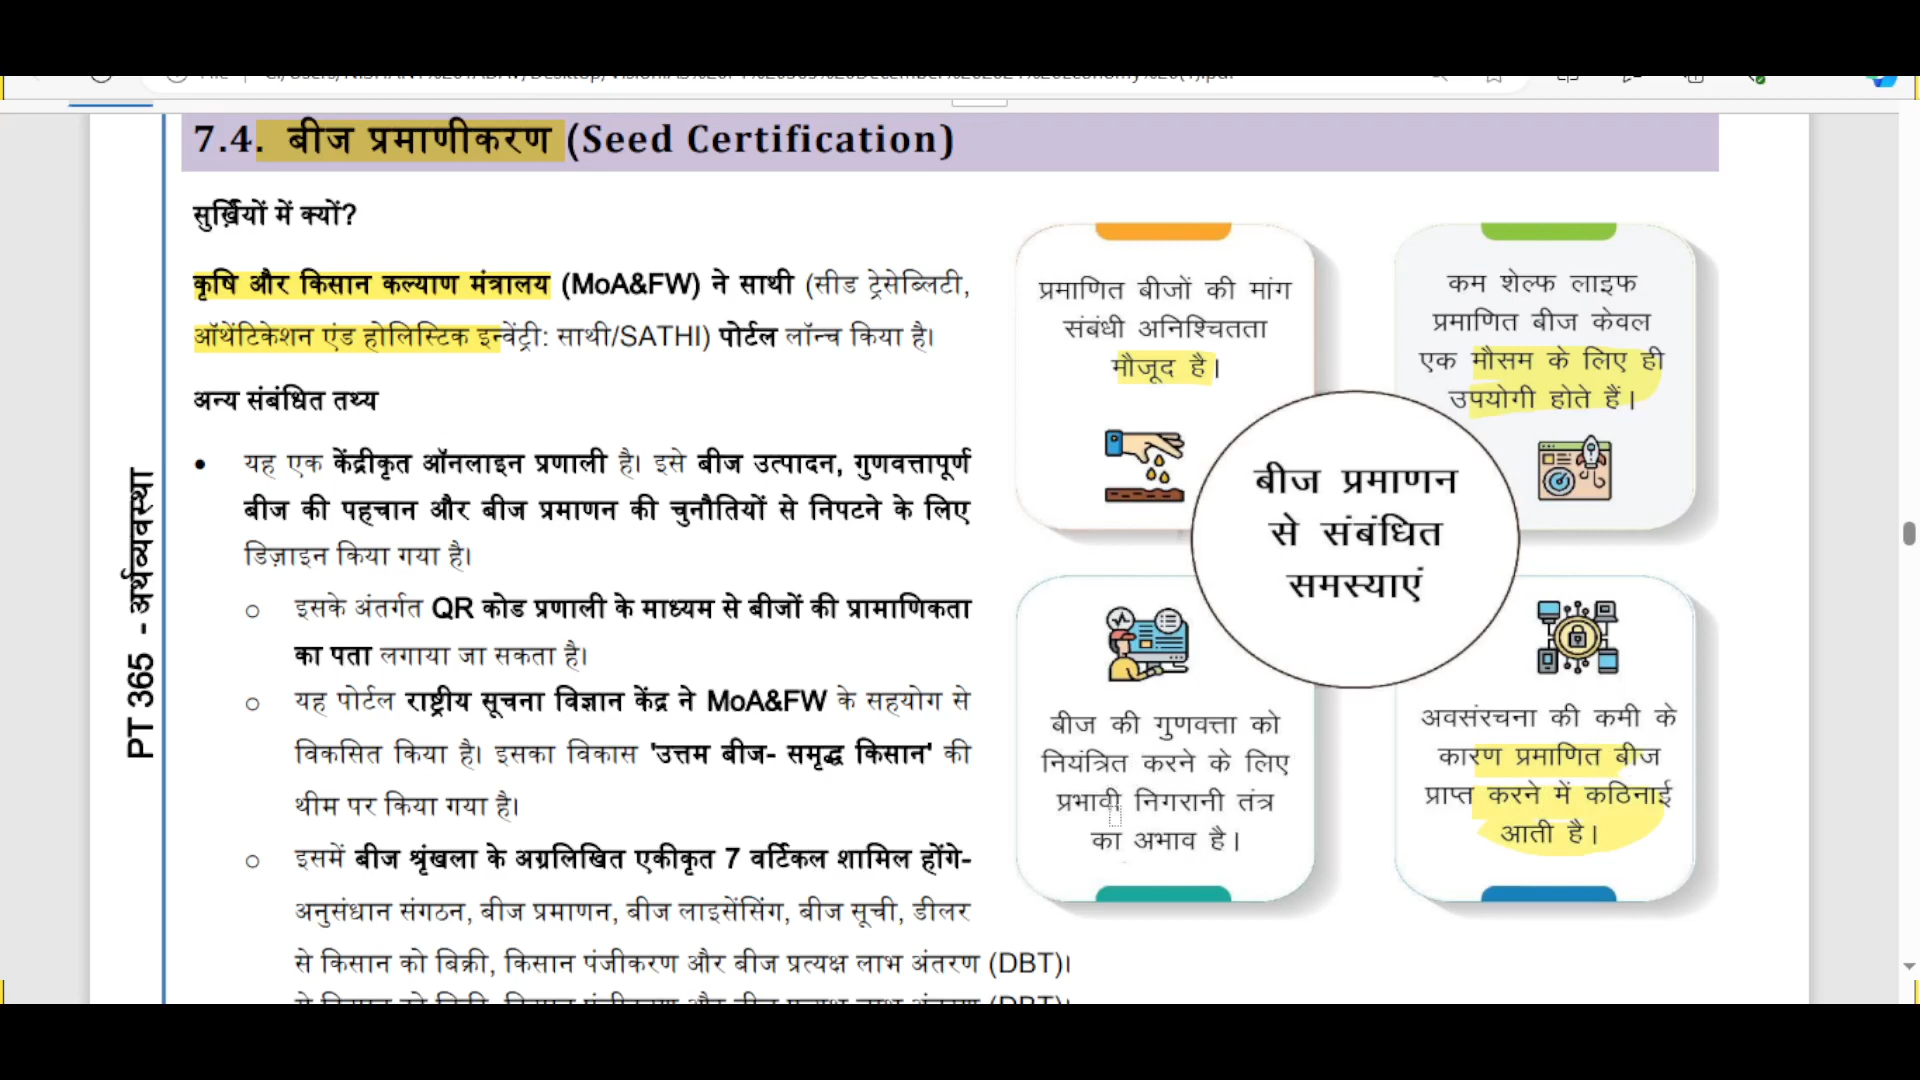 7.4. बीज प्रमाणीकरण (Seed Certification)
सुर्ख़ियों में क्यों?
कृषि और किसान कल्याण मंत्रालय (MoA&FW) ने साथी (सीड ट्रेसेब्लिटी,
ऑथेंटिकेशन एंड होलिस्टिक इन्वेंट्री: साथी/SATHI) पोर्टल लॉन्च किया है।
अन्य संबंधित तथ्य
• यह एक केंद्रीकृत ऑनलाइन प्रणाली है। इसे बीज उत्पादन, गुणवत्तापूर्ण
बीज की पहचान और बीज प्रमाणन की चुनौतियों से निपटने के लिए
डिज़ाइन किया गया है।
o इसके अंतर्गत QR कोड प्रणाली के माध्यम से बीजों की प्रामाणिकता
का पता लगाया जा सकता है।
o यह पोर्टल राष्ट्रीय सूचना विज्ञान केंद्र ने MoA&FW के सहयोग से
विकसित किया है। इसका विकास 'उत्तम बीज- समृद्ध किसान' की
थीम पर किया गया है।
o इसमें बीज श्रृंखला के अग्रलिखित एकीकृत 7 वर्टिकल शामिल होंगे-
अनुसंधान संगठन, बीज प्रमाणन, बीज लाइसेंसिंग, बीज सूची, डीलर
से किसान को बिक्री, किसान पंजीकरण और बीज प्रत्यक्ष लाभ अंतरण (DBT)।
प्रमाणित बीजों की मांग
संबंधी अनिश्चितता
मौजूद है।
कम शेल्फ लाइफ
प्रमाणित बीज केवल
एक मौसम के लिए ही
उपयोगी होते हैं।
बीज प्रमाणन
से संबंधित
समस्याएं
बीज की गुणवत्ता को
नियंत्रित करने के लिए
प्रभावी निगरानी तंत्र
का अभाव है।
अवसंरचना की कमी के
कारण प्रमाणित बीज
प्राप्त करने में कठिनाई
आती है।
PT 365 - अर्थव्यवस्था